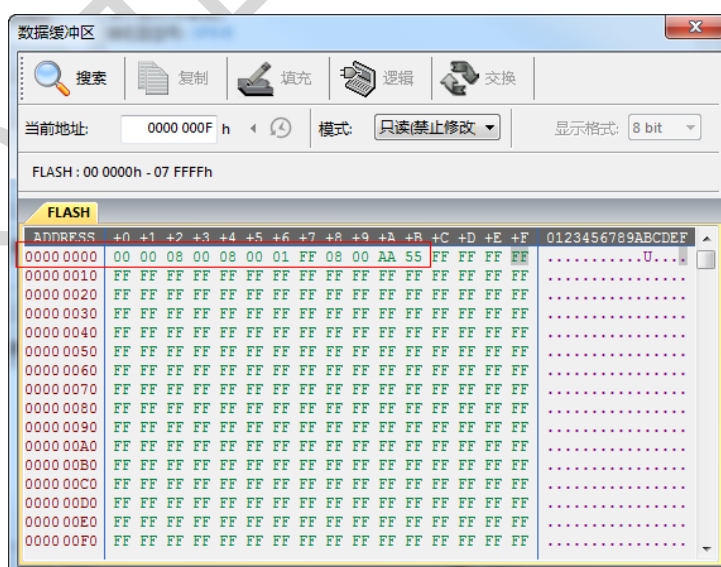 数据缓冲区
搜索 复制 填充 逻辑 交换
当前地址: 0000 000F h 模式: 只读(禁止修改 显示格式: 8 bit
FLASH : 00 0000h - 07 FFFFh
FLASH
ADDRESS +0 +1 +2 +3 +4 +5 +6 +7 +8 +9 +A +B +C +D +E +F 0123456789ABCDEF
0000 0000 00 00 08 00 08 00 01 FF 08 00 AA 55 FF FF FF FF ...........U....
0000 0010 FF FF FF FF FF FF FF FF FF FF FF FF FF FF FF FF ................
0000 0020 FF FF FF FF FF FF FF FF FF FF FF FF FF FF FF FF ................
0000 0030 FF FF FF FF FF FF FF FF FF FF FF FF FF FF FF FF ................
0000 0040 FF FF FF FF FF FF FF FF FF FF FF FF FF FF FF FF ................
0000 0050 FF FF FF FF FF FF FF FF FF FF FF FF FF FF FF FF ................
0000 0060 FF FF FF FF FF FF FF FF FF FF FF FF FF FF FF FF ................
0000 0070 FF FF FF FF FF FF FF FF FF FF FF FF FF FF FF FF ................
0000 0080 FF FF FF FF FF FF FF FF FF FF FF FF FF FF FF FF ................
0000 0090 FF FF FF FF FF FF FF FF FF FF FF FF FF FF FF FF ................
0000 00A0 FF FF FF FF FF FF FF FF FF FF FF FF FF FF FF FF ................
0000 00B0 FF FF FF FF FF FF FF FF FF FF FF FF FF FF FF FF ................
0000 00C0 FF FF FF FF FF FF FF FF FF FF FF FF FF FF FF FF ................
0000 00D0 FF FF FF FF FF FF FF FF FF FF FF FF FF FF FF FF ................
0000 00E0 FF FF FF FF FF FF FF FF FF FF FF FF FF FF FF FF ................
0000 00F0 FF FF FF FF FF FF FF FF FF FF FF FF FF FF FF FF ................